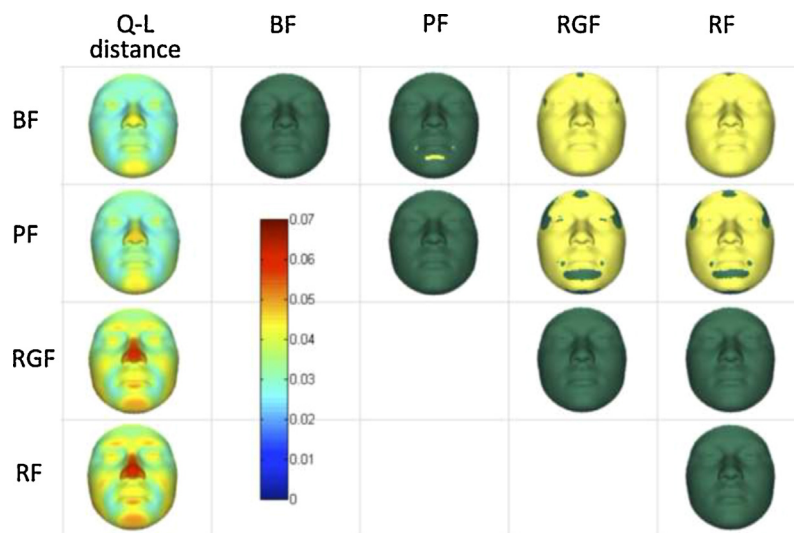 Q-L
distance
BF
PF
RGF
RF
BF
PF
0.07
0.06
0.05
0.04
0.03
0.02
0.01
0
RGF
RF